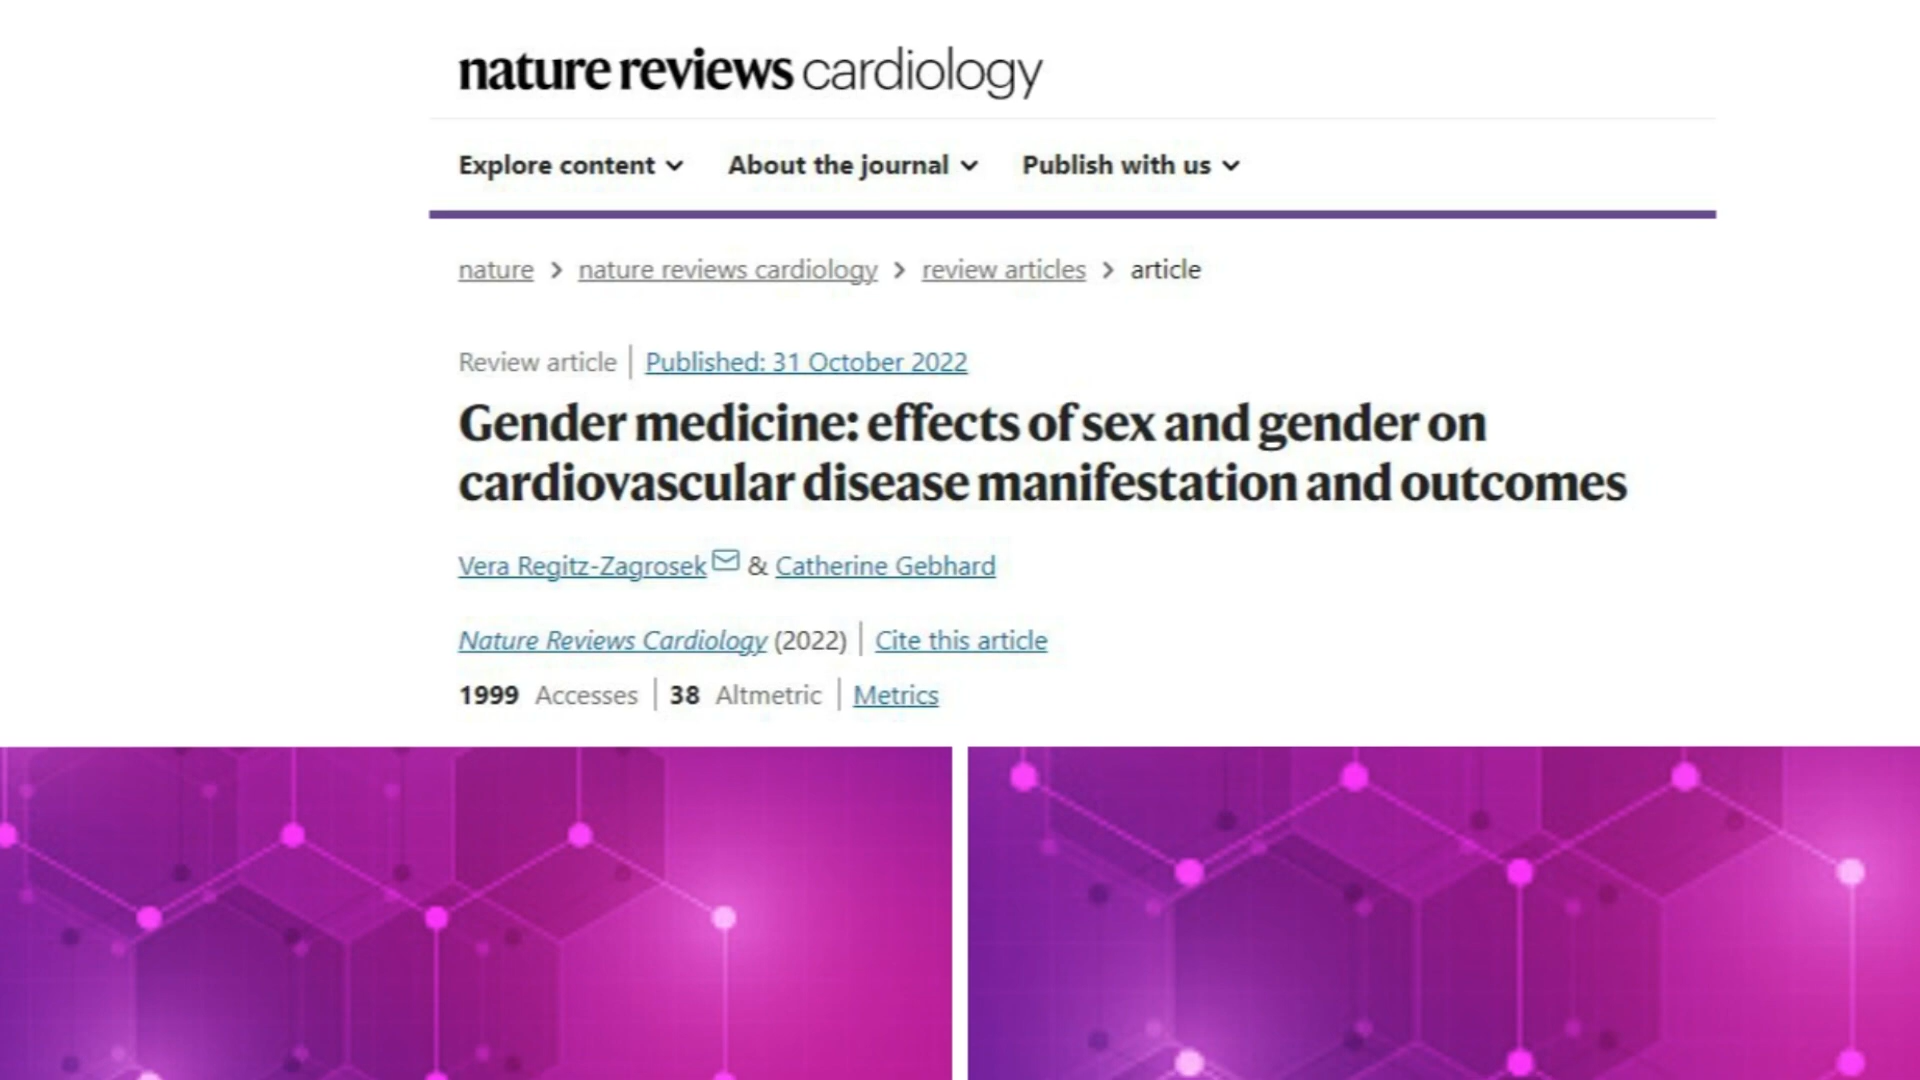 nature reviews cardiology
Explore content About the journal Publish with us
nature > nature reviews cardiology > review articles > article
Review article | Published: 31 October 2022
Gender medicine: effects of sex and gender on
cardiovascular disease manifestation and outcomes
Vera Regitz-Zagrosek & Catherine Gebhard
Nature Reviews Cardiology (2022) | Cite this article
1999 Accesses | 38 Altmetric | Metrics